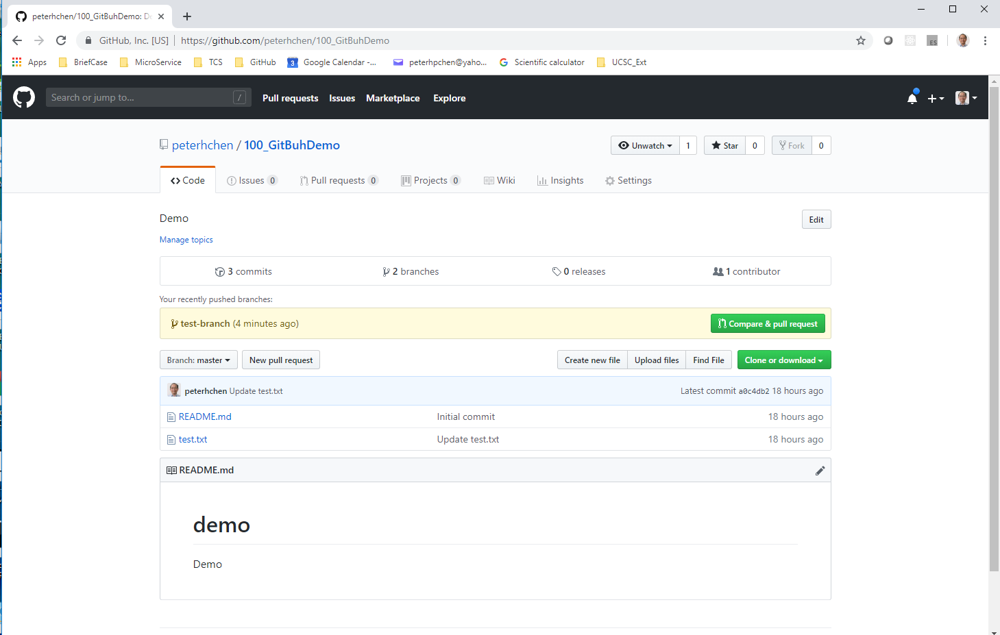 peterhchen/100_GitBuhDemo: De
GitHub, Inc. [US] https://github.com/peterhchen/100_GitBuhDemo
Apps BriefCase MicroService TCS GitHub 3 Google Calendar -... peterhpchen@yaho... G Scientific calculator UCSC_Ext
Search or jump to... / Pull requests Issues Marketplace Explore
peterhchen / 100_GitBuhDemo Unwatch 1 Star 0 Fork 0
Code Issues 0 Pull requests 0 Projects 0 Wiki Insights Settings
Demo Edit
Manage topics
3 commits 2 branches 0 releases 1 contributor
Your recently pushed branches:
test-branch (4 minutes ago) Compare & pull request
Branch: master New pull request Create new file Upload files Find File Clone or download
peterhchen Update test.txt Latest commit a0c4db2 18 hours ago
README.md Initial commit 18 hours ago
test.txt Update test.txt 18 hours ago
README.md
demo
Demo